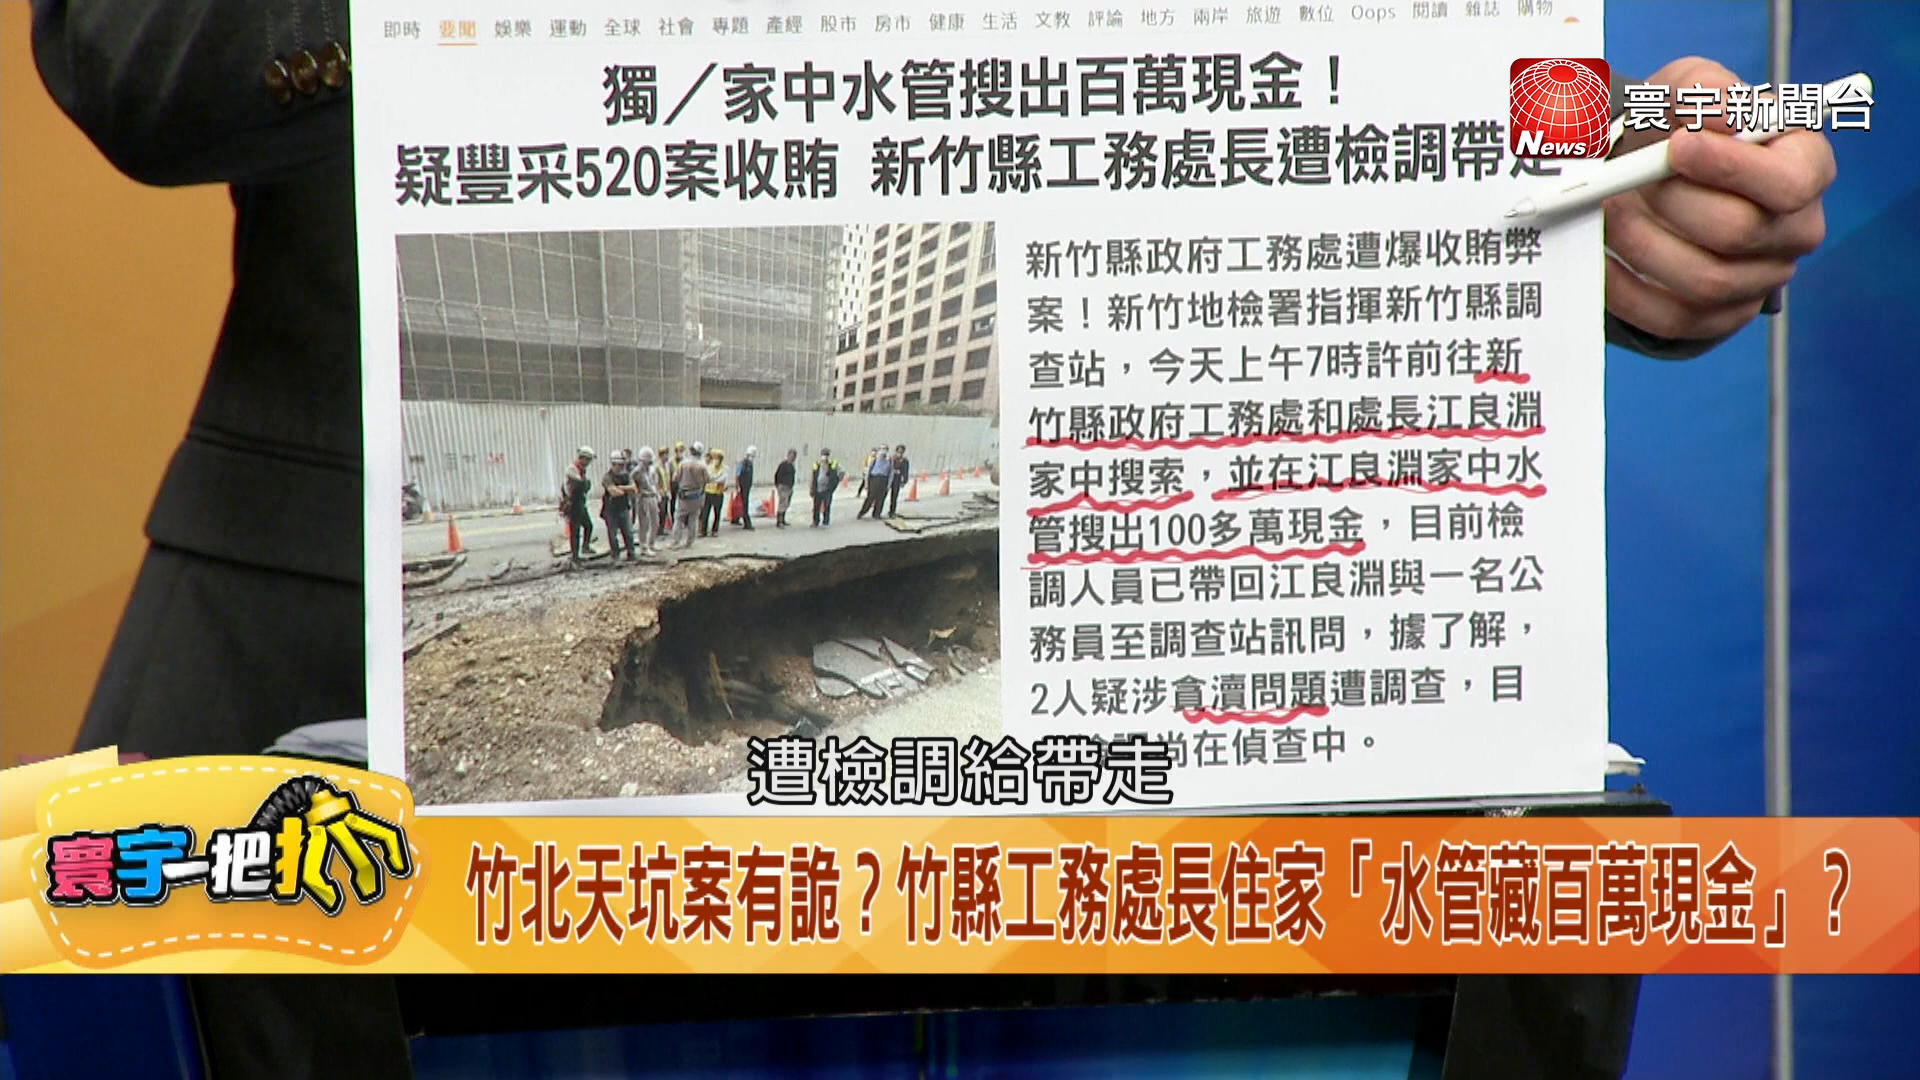 即時 要聞 娛樂 運動 全球 社會 專題 產經 股市 房市 健康 生活 文教 評論 地方 兩岸 旅遊 數位 Oops 閱讀 雜誌 購物
獨／家中水管搜出百萬現金！
疑豐采520案收賄 新竹縣工務處長遭檢調帶走
News
寰宇新聞台
新竹縣政府工務處遭爆收賄弊
案！新竹地檢署指揮新竹縣調
查站，今天上午7時許前往新
竹縣政府工務處和處長江良淵
家中搜索，並在江良淵家中水
管搜出100多萬現金，目前檢
調人員已帶回江良淵與一名公
務員至調查站訊問，據了解，
2人疑涉貪瀆問題遭調查，目
尚在偵查中。
遭檢調給帶走
寰宇一把抓
竹北天坑案有詭？竹縣工務處長住家「水管藏百萬現金」？